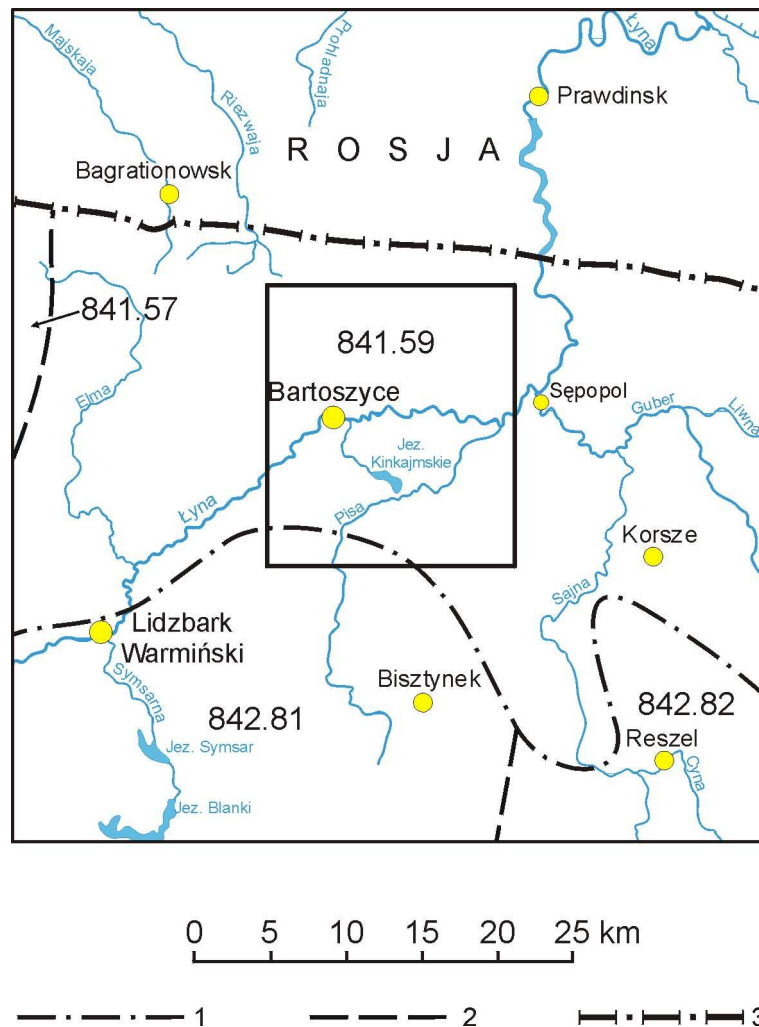 Majskaja
Riezwaja
Prohladnaja
Łyna
Prawdinsk
ROSJA
Bagrationowsk
841.57
841.59
Elma
Bartoszyce
Sępopol
Guber
Liwna
Jez.
Kinkajmskie
Łyna
Pisa
Korsze
Sajna
Lidzbark
Warmiński
Symsarna
Bisztynek
842.81
842.82
Reszel
Cyna
Jez. Symsar
Jez. Blanki
0 5 10 15 20 25 km
1 2 3